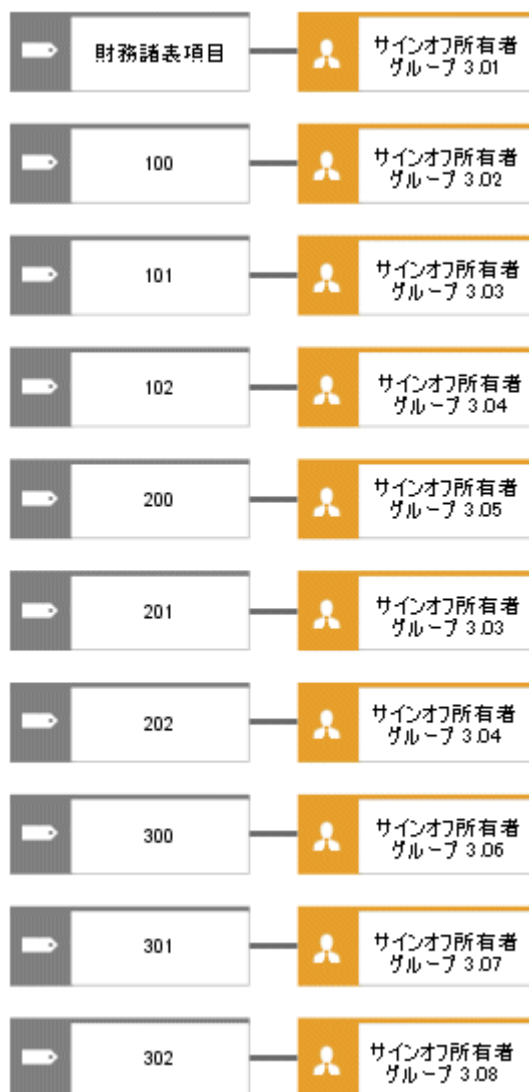 財務諸表項目
サインオフ所有者
グループ 3.01
100
サインオフ所有者
グループ 3.02
101
サインオフ所有者
グループ 3.03
102
サインオフ所有者
グループ 3.04
200
サインオフ所有者
グループ 3.05
201
サインオフ所有者
グループ 3.03
202
サインオフ所有者
グループ 3.04
300
サインオフ所有者
グループ 3.06
301
サインオフ所有者
グループ 3.07
302
サインオフ所有者
グループ 3.08